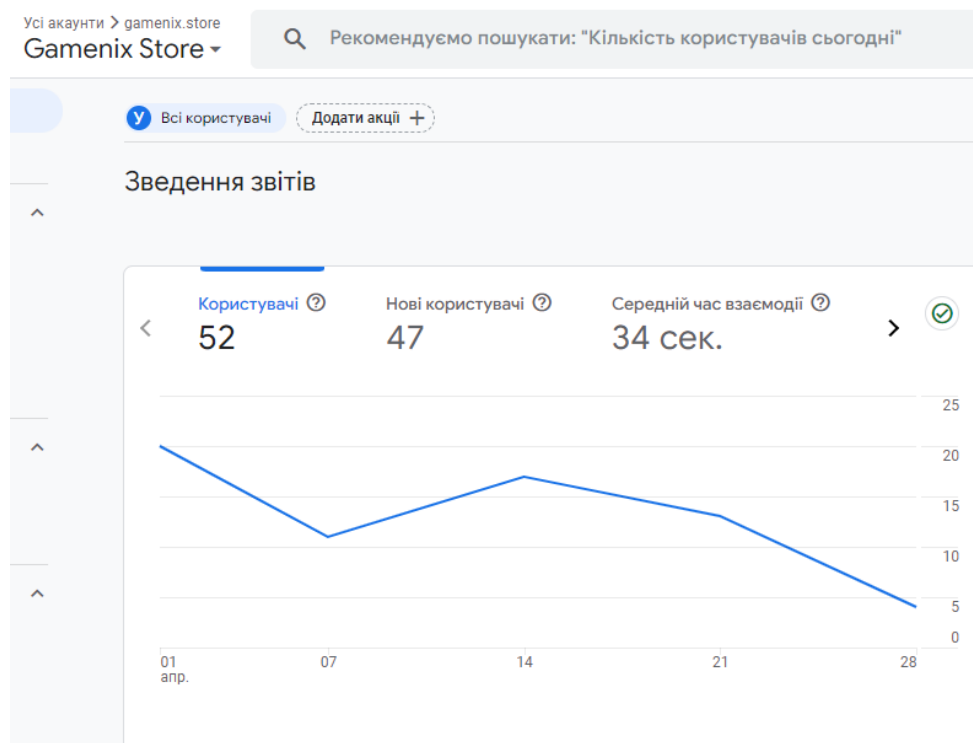 Усі акаунти > gamenix.store
Gamenix Store
Рекомендуємо пошукати: "Кількість користувачів сьогодні"
У Всі користувачі Додати акції +
Зведення звітів
Користувачі Нові користувачі Середній час взаємодії
52 47 34 сек.
25
20
15
10
5
0
01 07 14 21 28
апр.